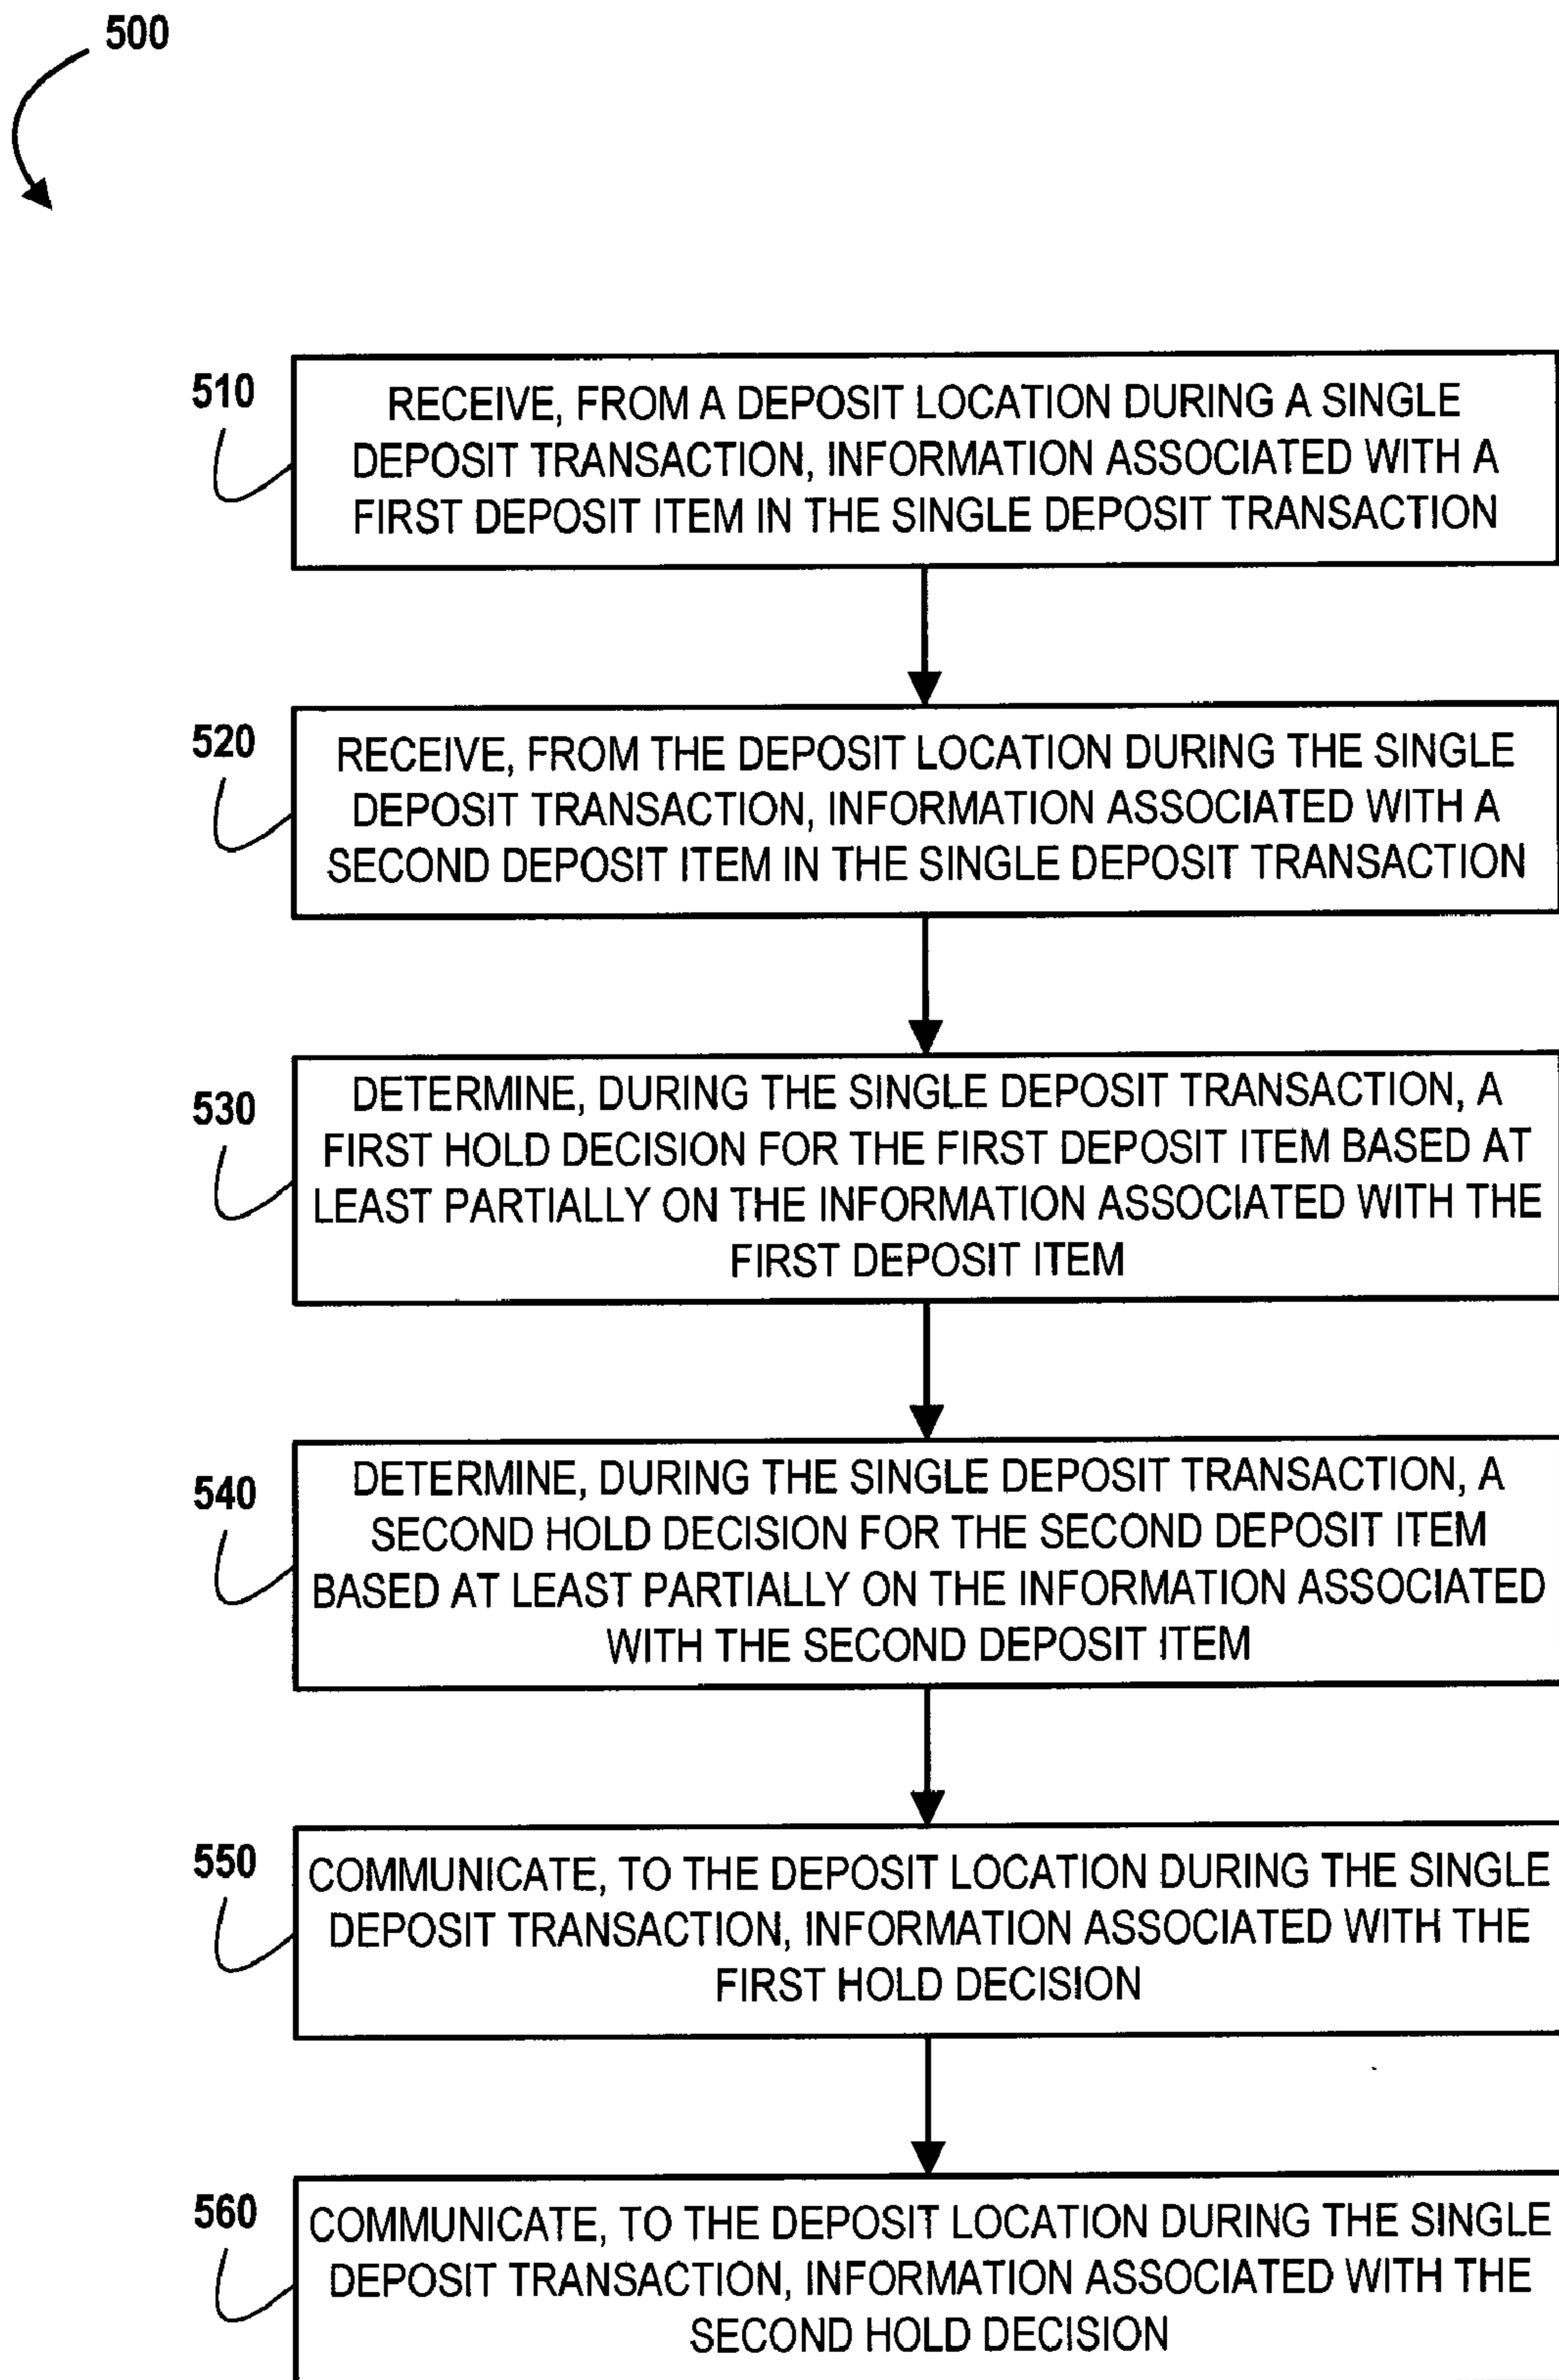 500
510
RECEIVE, FROM A DEPOSIT LOCATION DURING A SINGLE
DEPOSIT TRANSACTION, INFORMATION ASSOCIATED WITH A
FIRST DEPOSIT ITEM IN THE SINGLE DEPOSIT TRANSACTION
520
RECEIVE, FROM THE DEPOSIT LOCATION DURING THE SINGLE
DEPOSIT TRANSACTION, INFORMATION ASSOCIATED WITH A
SECOND DEPOSIT ITEM IN THE SINGLE DEPOSIT TRANSACTION
530
DETERMINE, DURING THE SINGLE DEPOSIT TRANSACTION, A
FIRST HOLD DECISION FOR THE FIRST DEPOSIT ITEM BASED AT
LEAST PARTIALLY ON THE INFORMATION ASSOCIATED WITH THE
FIRST DEPOSIT ITEM
540
DETERMINE, DURING THE SINGLE DEPOSIT TRANSACTION, A
SECOND HOLD DECISION FOR THE SECOND DEPOSIT ITEM
BASED AT LEAST PARTIALLY ON THE INFORMATION ASSOCIATED
WITH THE SECOND DEPOSIT ITEM
550
COMMUNICATE, TO THE DEPOSIT LOCATION DURING THE SINGLE
DEPOSIT TRANSACTION, INFORMATION ASSOCIATED WITH THE
FIRST HOLD DECISION
560
COMMUNICATE, TO THE DEPOSIT LOCATION DURING THE SINGLE
DEPOSIT TRANSACTION, INFORMATION ASSOCIATED WITH THE
SECOND HOLD DECISION